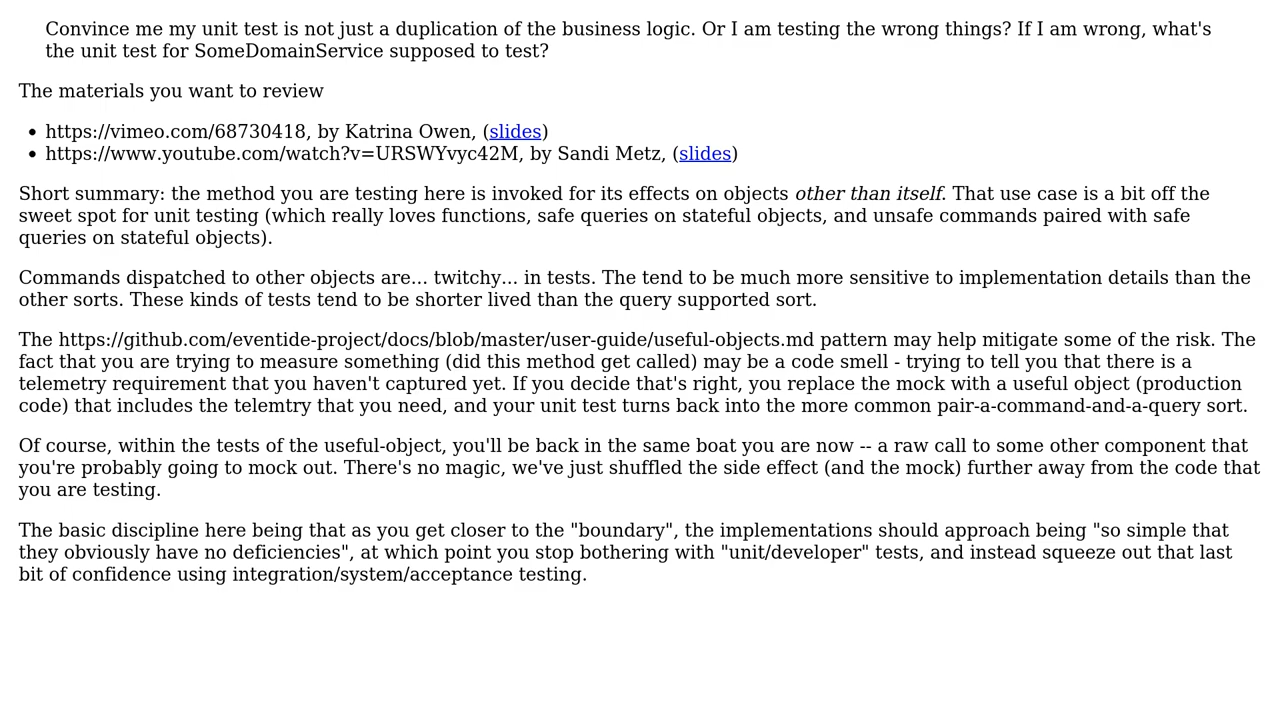 Convince me my unit test is not just a duplication of the business logic. Or I am testing the wrong things? If I am wrong, what's
the unit test for SomeDomainService supposed to test?
The materials you want to review
• https://vimeo.com/68730418, by Katrina Owen, (slides)
• https://www.youtube.com/watch?v=URSWYvyc42M, by Sandi Metz, (slides)
Short summary: the method you are testing here is invoked for its effects on objects other than itself. That use case is a bit off the
sweet spot for unit testing (which really loves functions, safe queries on stateful objects, and unsafe commands paired with safe
queries on stateful objects).
Commands dispatched to other objects are... twitchy... in tests. The tend to be much more sensitive to implementation details than the
other sorts. These kinds of tests tend to be shorter lived than the query supported sort.
The https://github.com/eventide-project/docs/blob/master/user-guide/useful-objects.md pattern may help mitigate some of the risk. The
fact that you are trying to measure something (did this method get called) may be a code smell - trying to tell you that there is a
telemetry requirement that you haven't captured yet. If you decide that's right, you replace the mock with a useful object (production
code) that includes the telemtry that you need, and your unit test turns back into the more common pair-a-command-and-a-query sort.
Of course, within the tests of the useful-object, you'll be back in the same boat you are now -- a raw call to some other component that
you're probably going to mock out. There's no magic, we've just shuffled the side effect (and the mock) further away from the code that
you are testing.
The basic discipline here being that as you get closer to the "boundary", the implementations should approach being "so simple that
they obviously have no deficiencies", at which point you stop bothering with "unit/developer" tests, and instead squeeze out that last
bit of confidence using integration/system/acceptance testing.